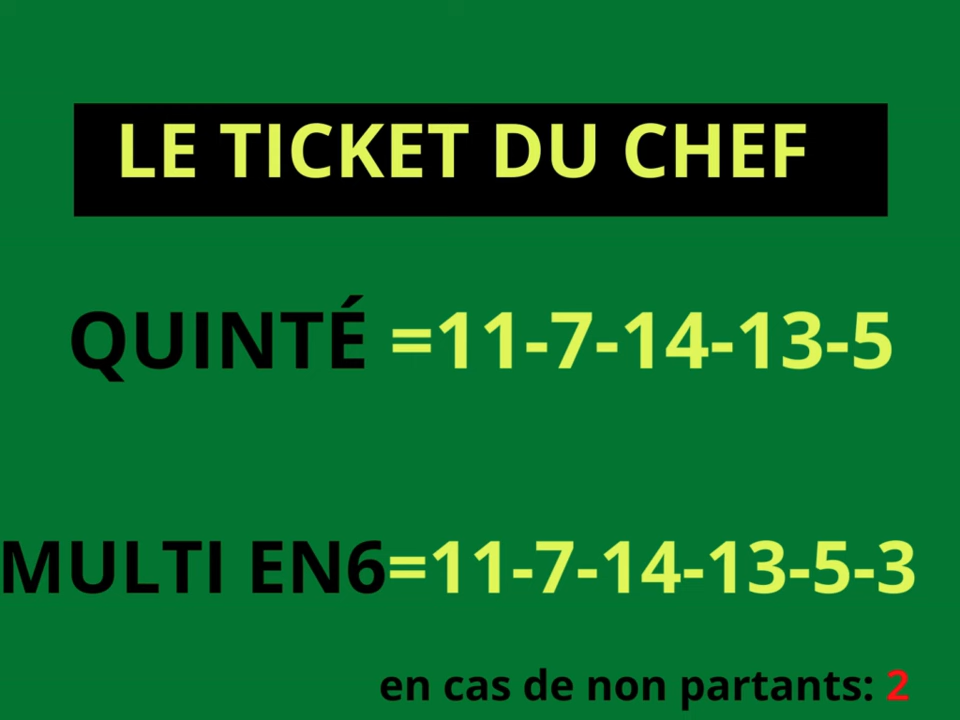 LE TICKET DU CHEF
QUINTÉ =11-7-14-13-5
MULTI EN6=11-7-14-13-5-3
en cas de non partants: 2